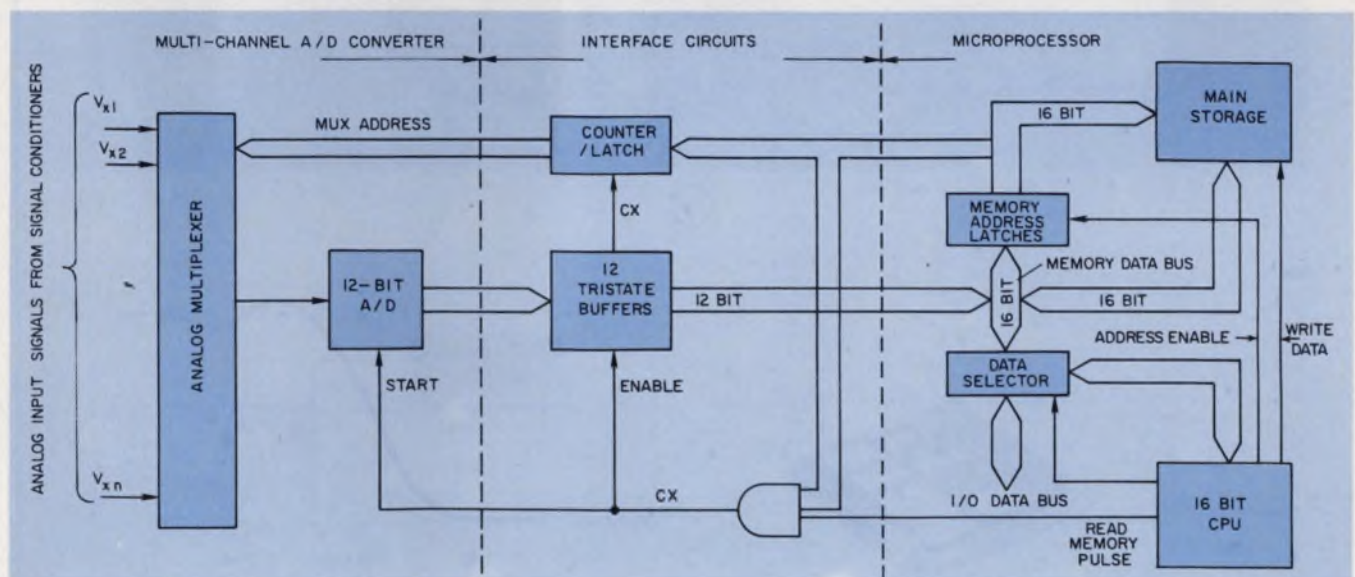 MULTI-CHANNEL A/D CONVERTER
INTERFACE CIRCUITS
MICROPROCESSOR
ANALOG INPUT SIGNALS FROM SIGNAL CONDITIONERS
Vx1
Vx2
Vxn
ANALOG MULTIPLEXER
MUX ADDRESS
COUNTER
/LATCH
16 BIT
MAIN
STORAGE
CX
MEMORY
ADDRESS
LATCHES
12-BIT
A/D
12
TRISTATE
BUFFERS
12 BIT
16 BIT
MEMORY DATA BUS
16 BIT
ADDRESS ENABLE
WRITE
DATA
START
ENABLE
DATA
SELECTOR
CX
I/O DATA BUS
READ
MEMORY
PULSE
16 BIT
CPU